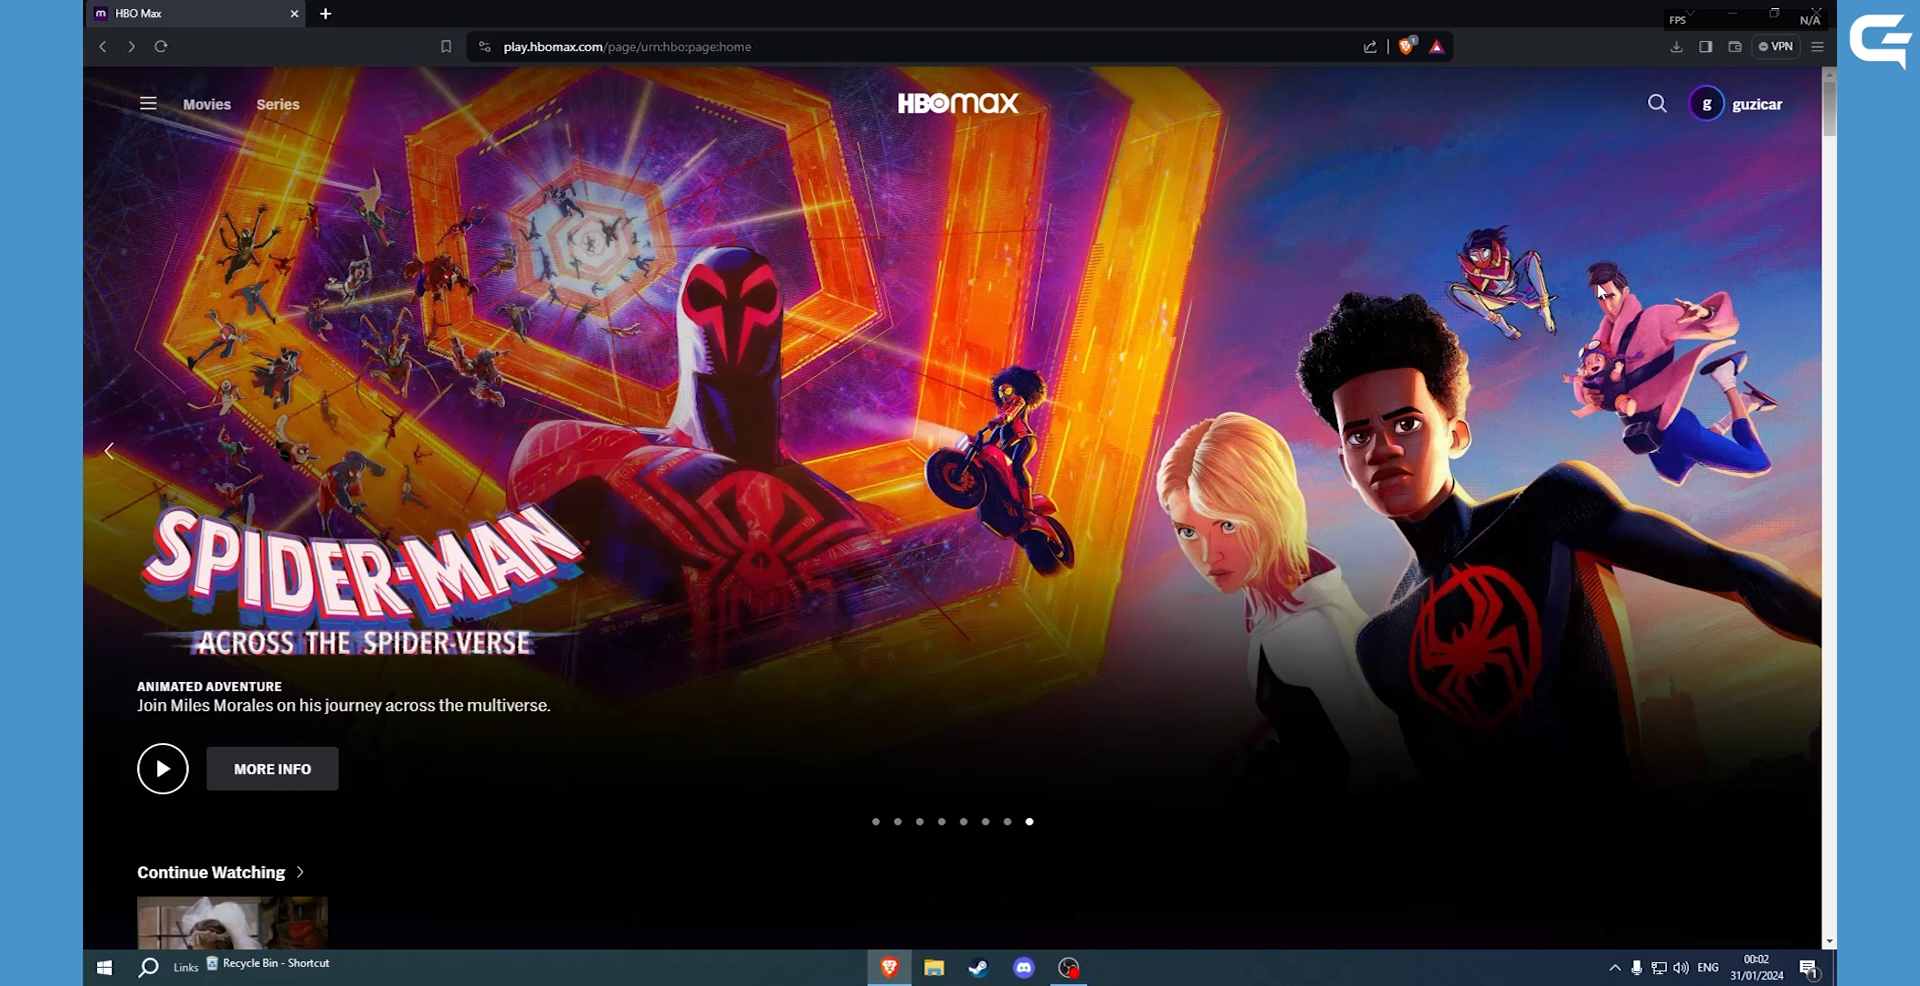 HBO Max
FPS
N/A
play.hbomax.com/page/urn:hbo:page:home
1
VPN
Movies
Series
HBOmax
g
guzicar
SPIDER-MAN
ACROSS THE SPIDER-VERSE
ANIMATED ADVENTURE
Join Miles Morales on his journey across the multiverse.
MORE INFO
Continue Watching
Links
Recycle Bin - Shortcut
ENG
00:02
31/01/2024
1